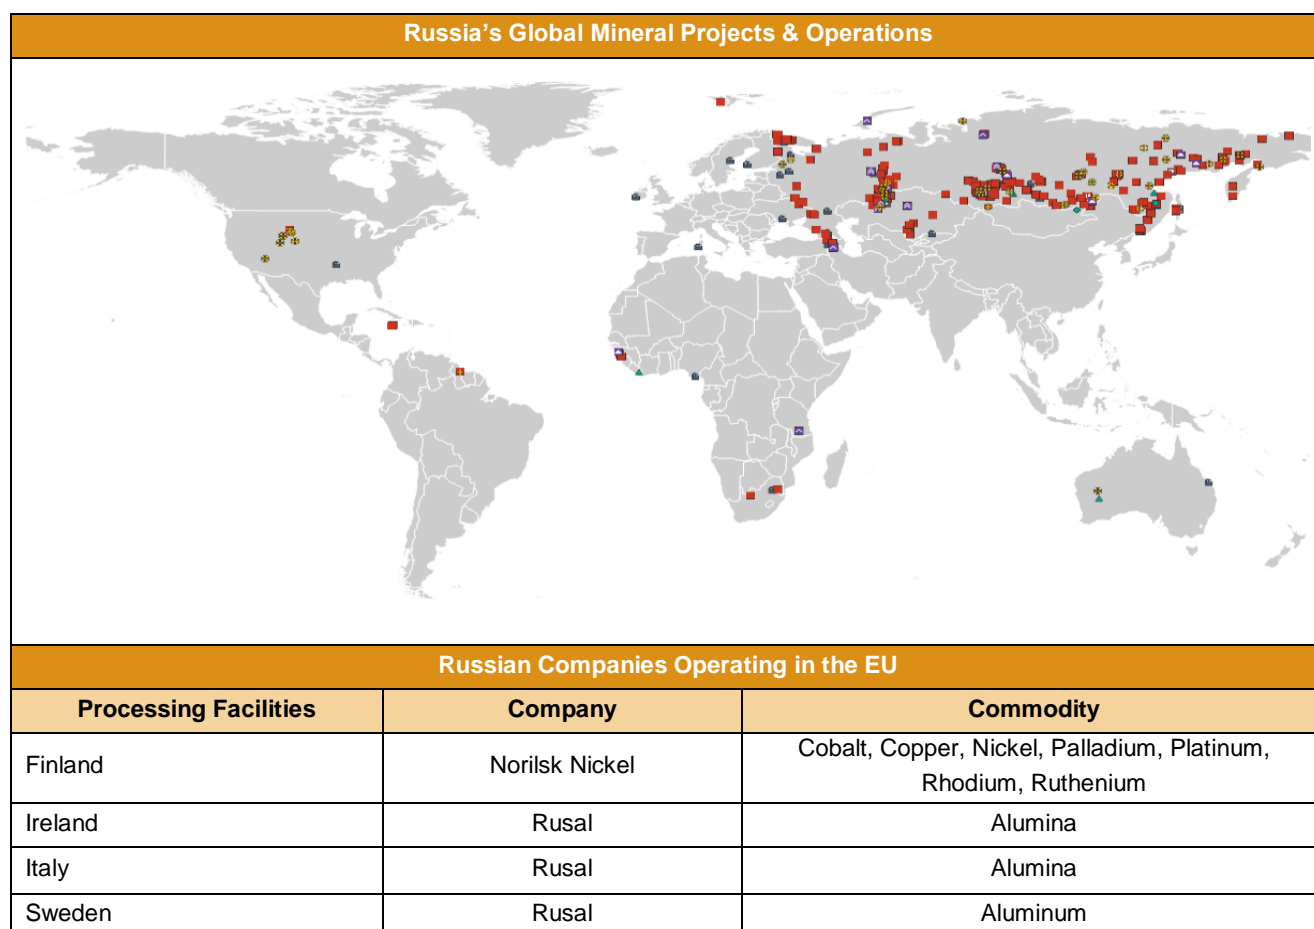 Russia’s Global Mineral Projects & Operations
Russian Companies Operating in the EU
Processing Facilities Company Commodity
Finland Norilsk Nickel Cobalt, Copper, Nickel, Palladium, Platinum,
Rhodium, Ruthenium
Ireland Rusal Alumina
Italy Rusal Alumina
Sweden Rusal Aluminum